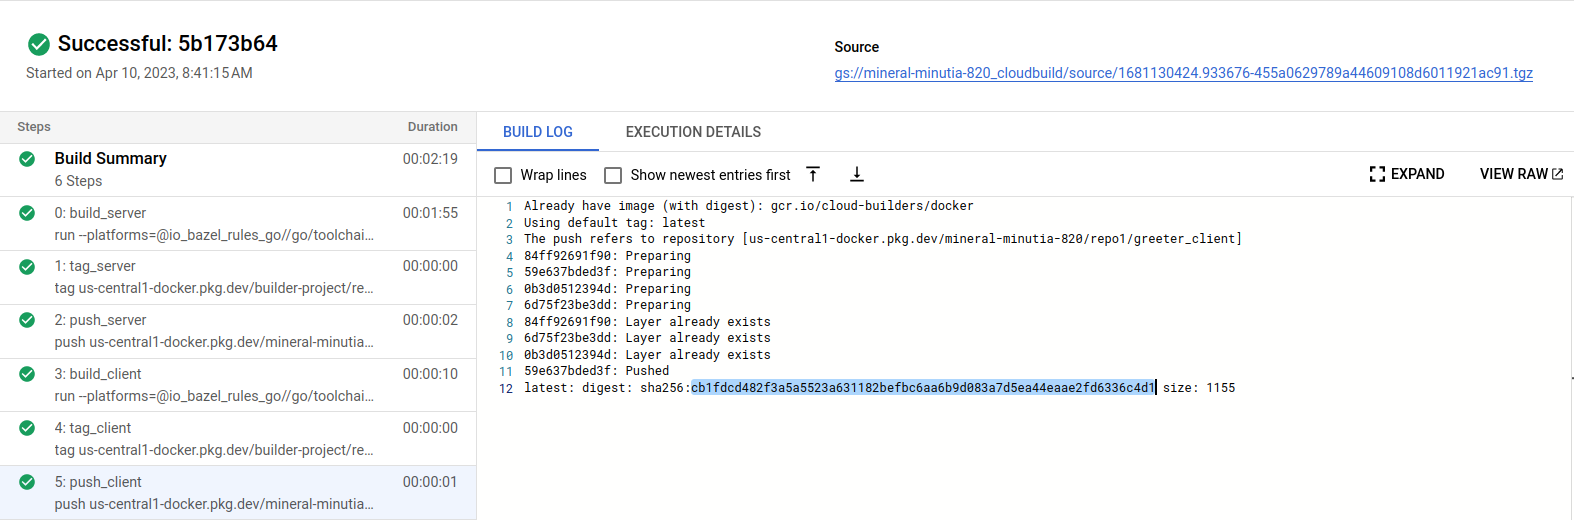 Successful: 5b173b64
Started on Apr 10, 2023, 8:41:15 AM
Source
gs://mineral-minutia-820_cloudbuild/source/1681130424.933676-455a0629789a44609108d6011921ac91.tgz
Steps Duration
Build Summary 00:02:19
6 Steps
0: build_server 00:01:55
run --platforms=@io_bazel_rules_go//go/toolchai...
1: tag_server 00:00:00
tag us-central1-docker.pkg.dev/builder-project/re...
2: push_server 00:00:02
push us-central1-docker.pkg.dev/mineral-minutia...
3: build_client 00:00:10
run --platforms=@io_bazel_rules_go//go/toolchai...
4: tag_client 00:00:00
tag us-central1-docker.pkg.dev/builder-project/re...
5: push_client 00:00:01
push us-central1-docker.pkg.dev/mineral-minutia...
BUILD LOG EXECUTION DETAILS
Wrap lines Show newest entries first EXPAND VIEW RAW
1 Already have image (with digest): gcr.io/cloud-builders/docker
2 Using default tag: latest
3 The push refers to repository [us-central1-docker.pkg.dev/mineral-minutia-820/repo1/greeter_client]
4 84ff92691f90: Preparing
5 59e637bded3f: Preparing
6 0b3d0512394d: Preparing
7 6d75f23be3dd: Preparing
8 84ff92691f90: Layer already exists
9 6d75f23be3dd: Layer already exists
10 0b3d0512394d: Layer already exists
11 59e637bded3f: Pushed
12 latest: digest: sha256:cb1fdcd482f3a5a5523a631182befbc6aa6b9d083a7d5ea44eaae2fd6336c4d1 size: 1155